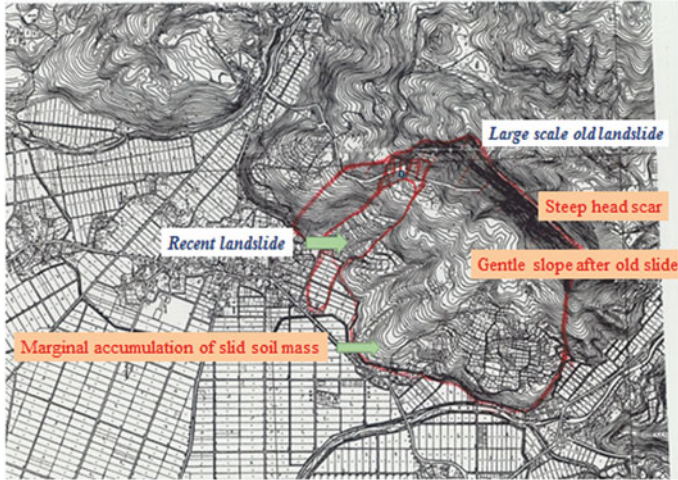 Large scale old landslide
Steep head scar
Recent landslide
Gentle slope after old slide
Marginal accumulation of slid soil mass